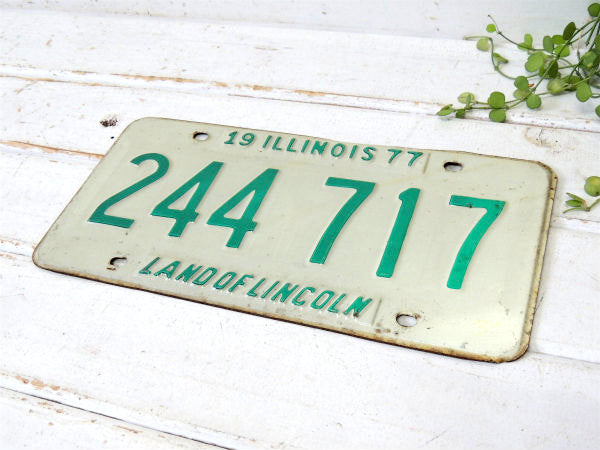 19 ILLINOIS 77
244 717
LAND OF LINCOLN